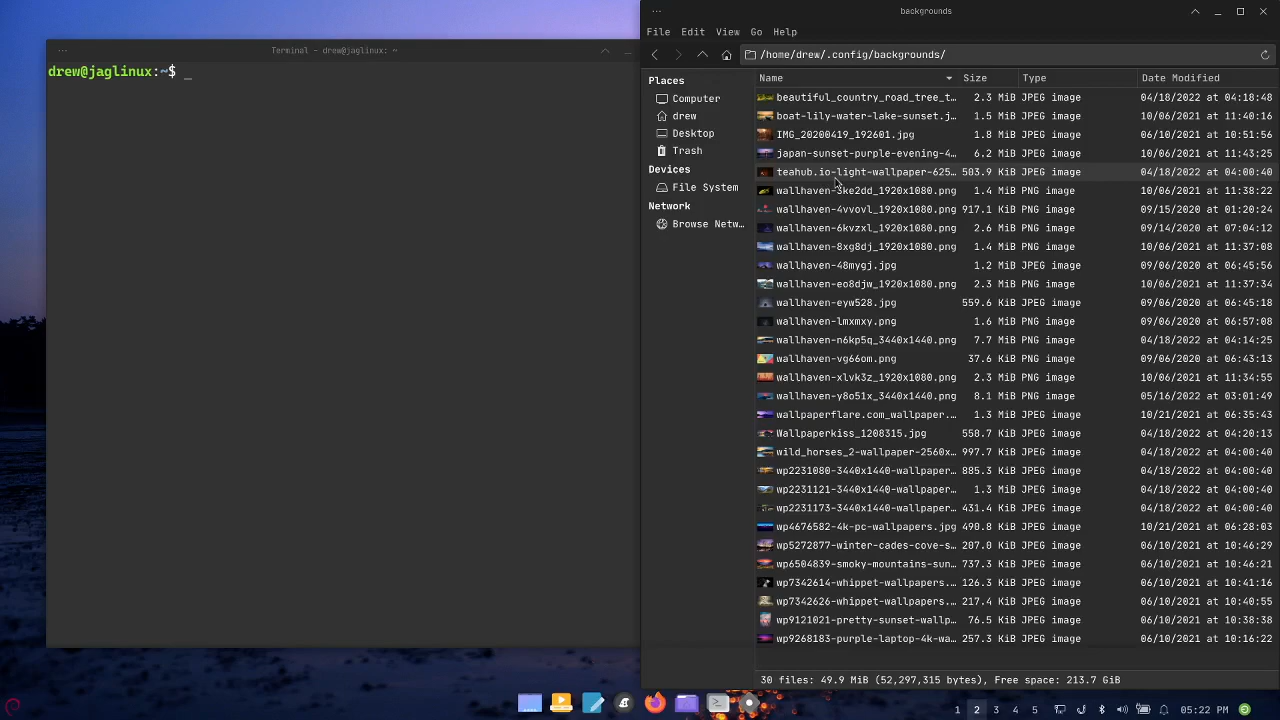 Terminal - drew@jaglinux: ~
drew@jaglinux:~$ _
backgrounds
File Edit View Go Help
/home/drew/.config/backgrounds/
Places
Computer
drew
Desktop
Trash
Devices
File System
Network
Browse Netw…
Name Size Type Date Modified
beautiful_country_road_tree_t… 2.3 MiB JPEG image 04/18/2020 at 04:18:48
boat-lily-water-lake-sunset.j… 1.5 MiB JPEG image 10/06/2021 at 11:40:16
IMG_20200419_192601.jpg 1.8 MiB JPEG image 06/10/2021 at 10:51:56
japan-sunset-purple-evening-4… 6.2 MiB JPEG image 10/06/2021 at 11:43:25
teahub.io-light-wallpaper-625… 503.9 KiB JPEG image 04/18/2020 at 04:00:40
wallhaven-3ke2dd_1920x1080.png 1.4 MiB PNG image 10/06/2021 at 11:38:22
wallhaven-4vvovl_1920x1080.png 917.1 KiB PNG image 09/15/2020 at 01:20:24
wallhaven-6kvzxl_1920x1080.png 2.6 MiB PNG image 09/06/2020 at 07:04:12
wallhaven-8xg8dj_1920x1080.png 1.4 MiB PNG image 10/06/2021 at 11:37:08
wallhaven-48mygj.jpg 1.2 MiB JPEG image 09/06/2020 at 06:45:56
wallhaven-eo8djw_1920x1080.png 2.3 MiB PNG image 10/06/2021 at 11:37:34
wallhaven-eyw528.jpg 559.6 KiB JPEG image 09/06/2020 at 06:45:18
wallhaven-lmxmxy.png 1.6 MiB PNG image 09/06/2020 at 06:57:08
wallhaven-n6kp5q_3440x1440.png 7.7 MiB PNG image 04/18/2020 at 04:14:25
wallhaven-vg66om.png 37.6 KiB PNG image 09/06/2020 at 06:43:13
wallhaven-xlvk3z_1920x1080.png 2.3 MiB PNG image 10/06/2021 at 11:34:55
wallhaven-y8o51x_3440x1440.png 8.1 MiB PNG image 05/16/2020 at 03:01:49
wallpaperflare.com_wallpaper.… 1.3 MiB JPEG image 10/21/2021 at 06:35:43
Wallpaperkiss_1208315.jpg 558.7 KiB JPEG image 04/18/2020 at 04:20:13
wild_horses_2-wallpaper-2560x… 997.7 KiB JPEG image 04/18/2020 at 04:00:40
wp2231080-3440x1440-wallpaper… 885.3 KiB JPEG image 04/18/2020 at 04:00:40
wp2231121-3440x1440-wallpaper… 1.3 MiB JPEG image 04/18/2020 at 04:00:40
wp2231173-3440x1440-wallpaper… 431.4 KiB JPEG image 04/18/2020 at 04:00:40
wp4676582-4k-pc-wallpapers.jpg 490.8 KiB JPEG image 10/21/2021 at 06:28:03
wp5272877-winter-cades-cove-s… 207.0 KiB JPEG image 06/10/2021 at 10:46:29
wp6504839-smoky-mountains-sun… 737.3 KiB JPEG image 06/10/2021 at 10:46:21
wp7342614-whippet-wallpapers.… 126.3 KiB JPEG image 06/10/2021 at 10:41:16
wp7342626-whippet-wallpapers.… 217.4 KiB JPEG image 06/10/2021 at 10:40:55
wp9121021-pretty-sunset-wallp… 76.5 KiB JPEG image 06/10/2021 at 10:38:38
wp9268183-purple-laptop-4k-wa… 257.3 KiB JPEG image 06/10/2021 at 10:16:22
30 files: 49.9 MiB (52,297,315 bytes), Free space: 213.7 GiB
1 2 3 4 5 05:22 PM